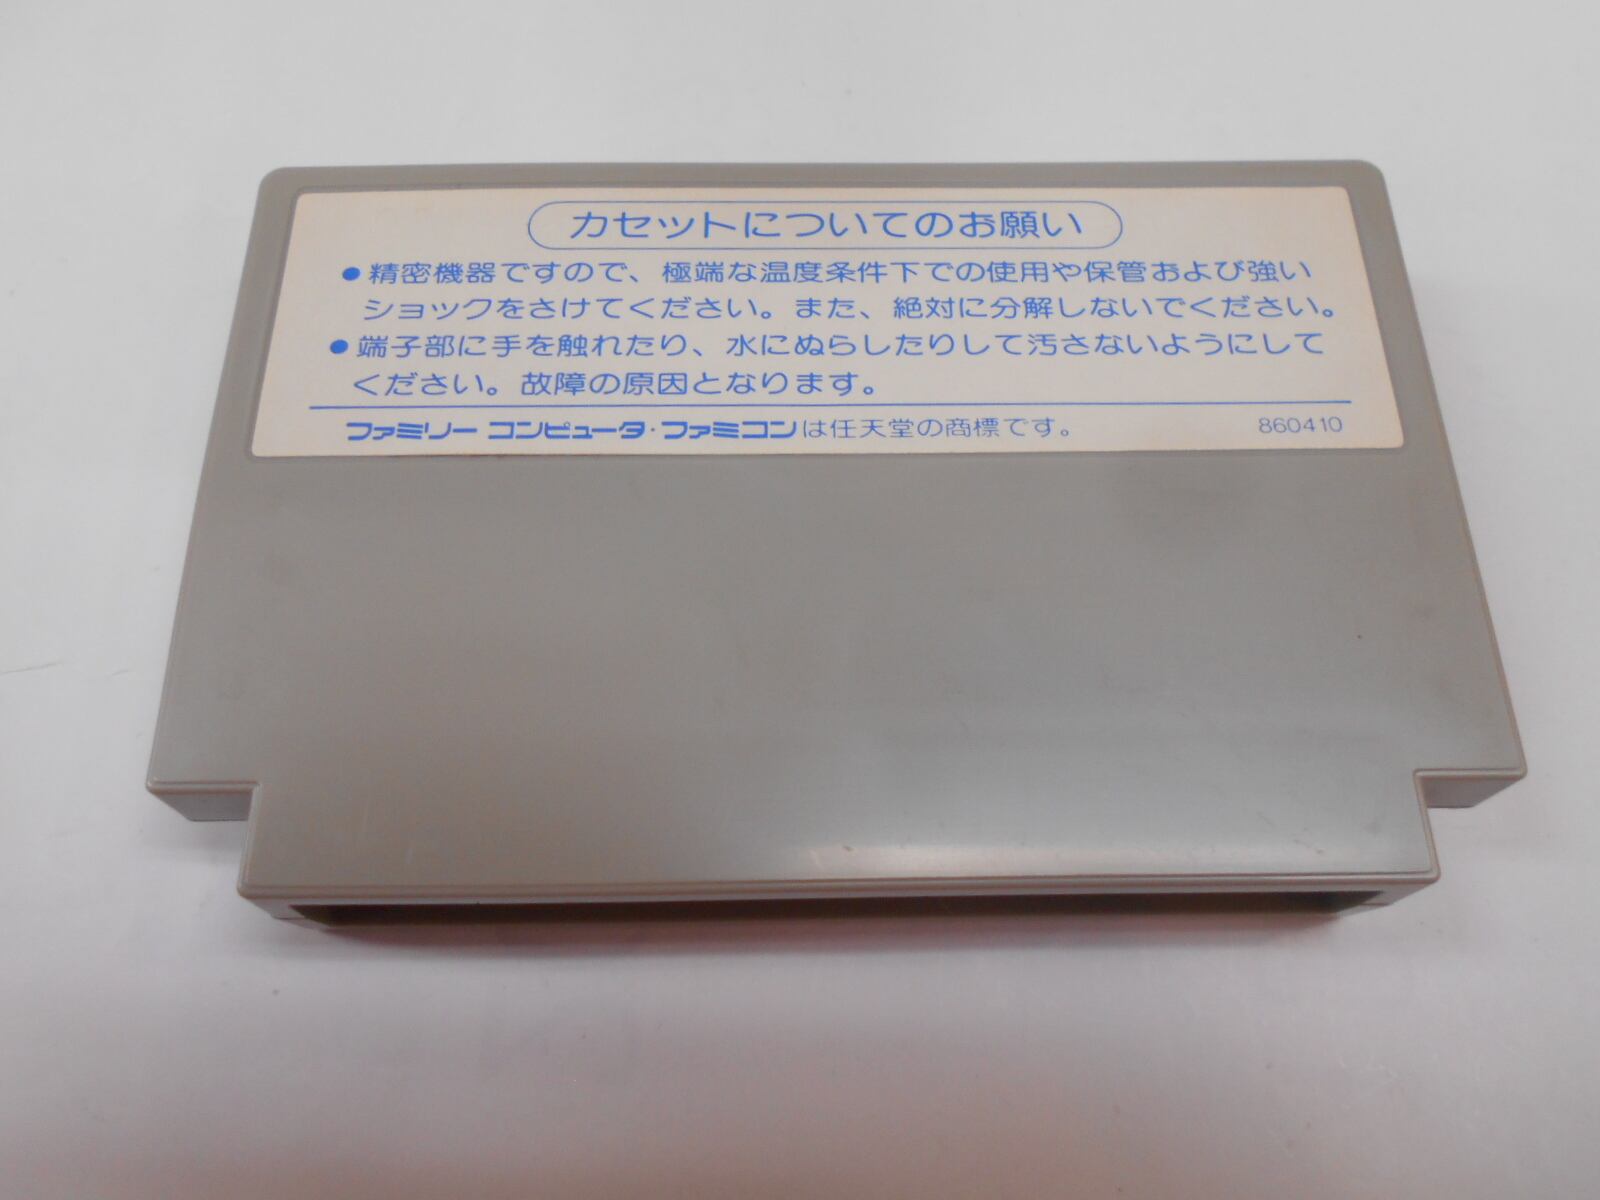 カセットについてのお願い
●精密機器ですので、極端な温度条件下での使用や保管および強い
ショックをさけてください。また、絶対に分解しないでください。
●端子部に手を触れたり、水にぬらしたりして汚さないようにして
ください。故障の原因となります。
ファミリー コンピュータ・ファミコンは任天堂の商標です。 860410